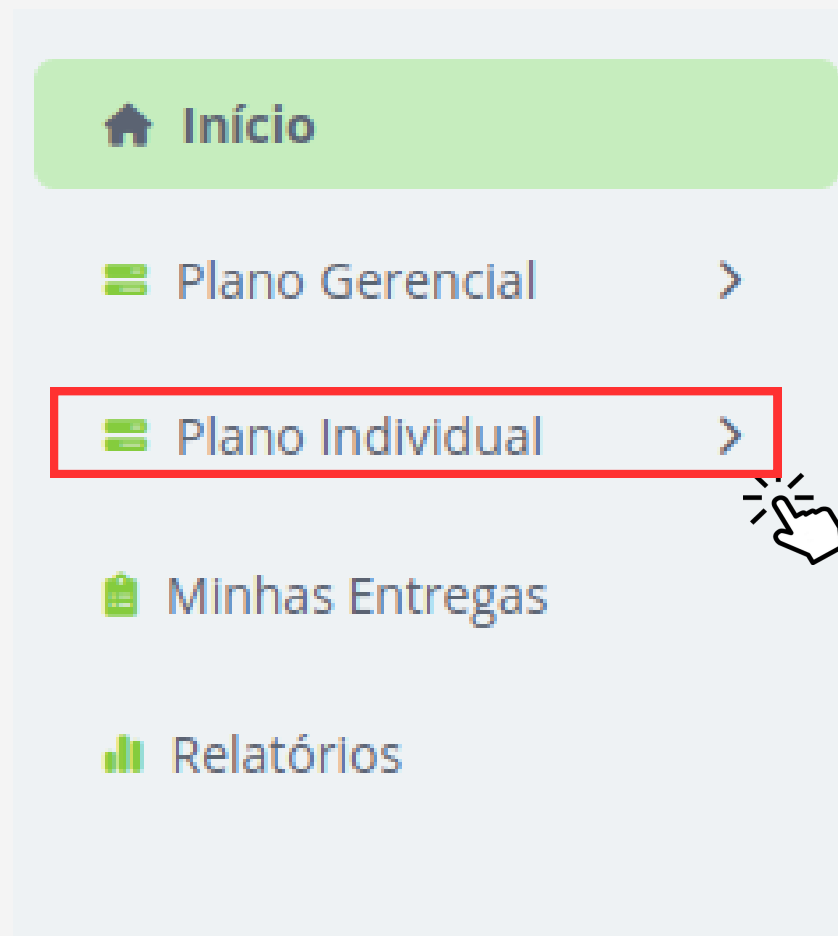 Início
Plano Gerencial
Plano Individual
Minhas Entregas
Relatórios